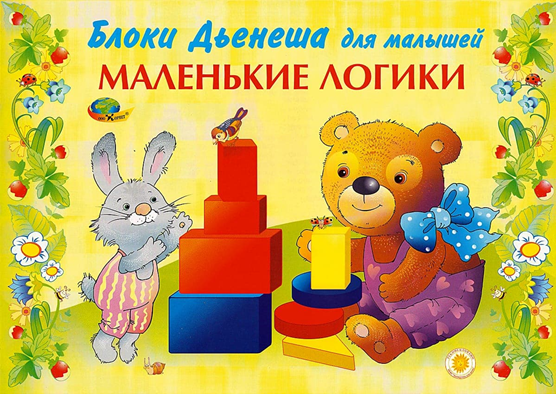 Блоки Дьенеша для малышей
МАЛЕНЬКИЕ ЛОГИКИ